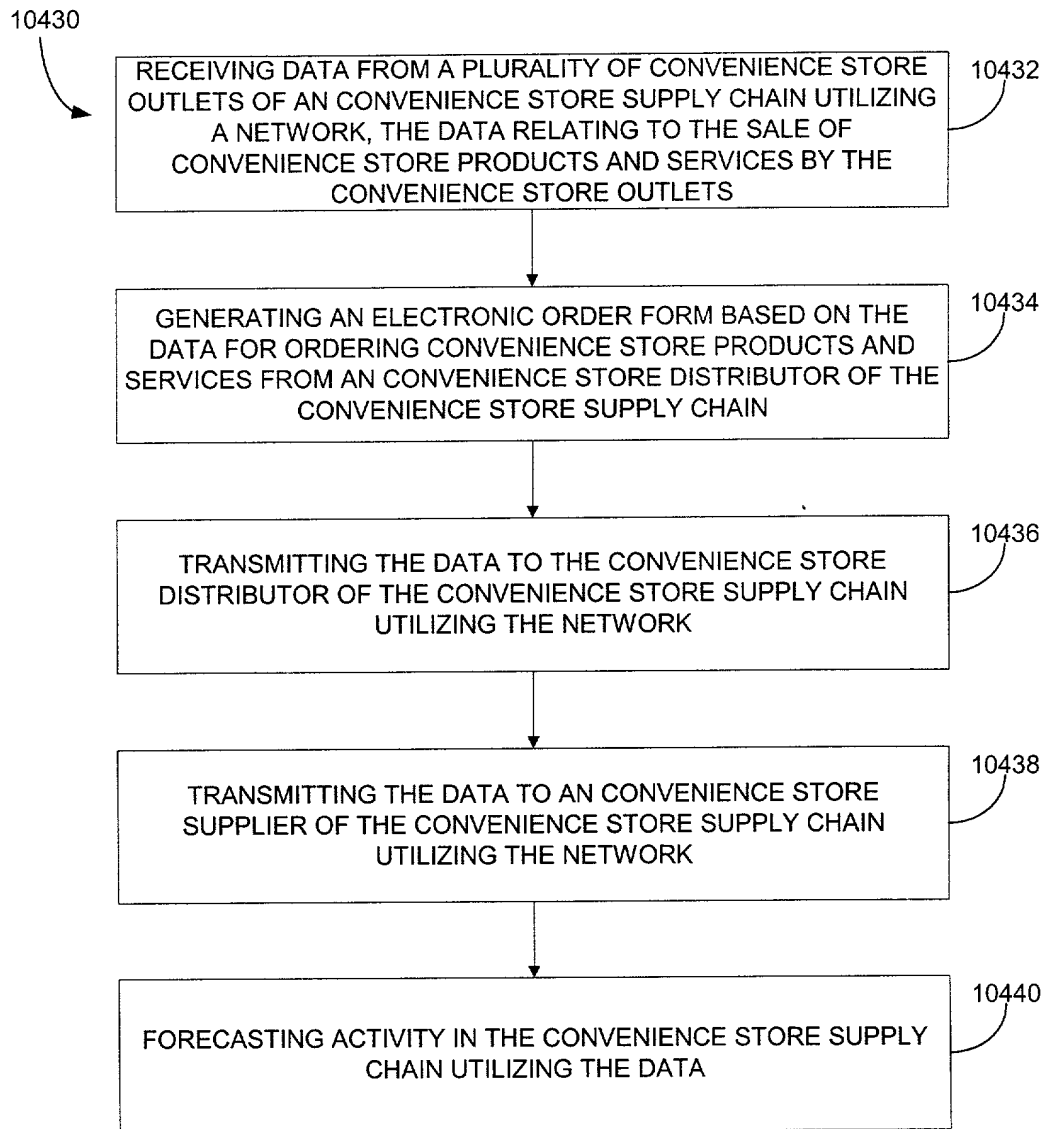 10430
RECEIVING DATA FROM A PLURALITY OF CONVENIENCE STORE
OUTLETS OF AN CONVENIENCE STORE SUPPLY CHAIN UTILIZING
A NETWORK, THE DATA RELATING TO THE SALE OF
CONVENIENCE STORE PRODUCTS AND SERVICES BY THE
CONVENIENCE STORE OUTLETS
10432
GENERATING AN ELECTRONIC ORDER FORM BASED ON THE
DATA FOR ORDERING CONVENIENCE STORE PRODUCTS AND
SERVICES FROM AN CONVENIENCE STORE DISTRIBUTOR OF THE
CONVENIENCE STORE SUPPLY CHAIN
10434
TRANSMITTING THE DATA TO THE CONVENIENCE STORE
DISTRIBUTOR OF THE CONVENIENCE STORE SUPPLY CHAIN
UTILIZING THE NETWORK
10436
TRANSMITTING THE DATA TO AN CONVENIENCE STORE
SUPPLIER OF THE CONVENIENCE STORE SUPPLY CHAIN
UTILIZING THE NETWORK
10438
FORECASTING ACTIVITY IN THE CONVENIENCE STORE SUPPLY
CHAIN UTILIZING THE DATA
10440